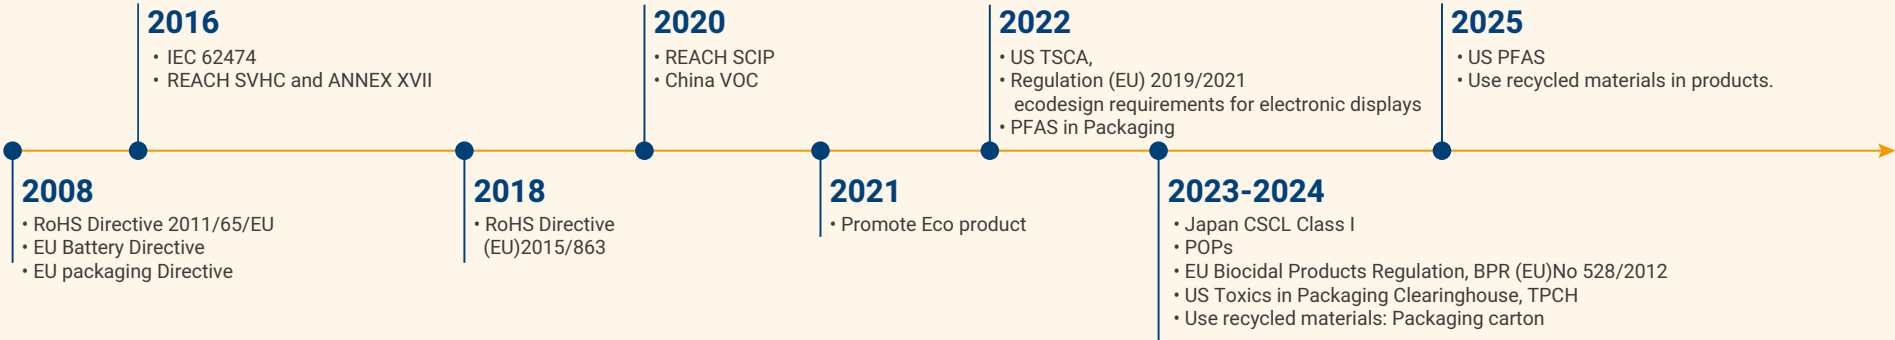 2016
• IEC 62474
• REACH SVHC and ANNEX XVII
2020
• REACH SCIP
• China VOC
2022
• US TSCA,
• Regulation (EU) 2019/2021
ecodesign requirements for electronic displays
• PFAS in Packaging
2025
• US PFAS
• Use recycled materials in products.
2008
• RoHS Directive 2011/65/EU
• EU Battery Directive
• EU packaging Directive
2018
• RoHS Directive
(EU)2015/863
2021
• Promote Eco product
2023-2024
• Japan CSCL Class I
• POPs
• EU Biocidal Products Regulation, BPR (EU)No 528/2012
• US Toxics in Packaging Clearinghouse, TPCH
• Use recycled materials: Packaging carton